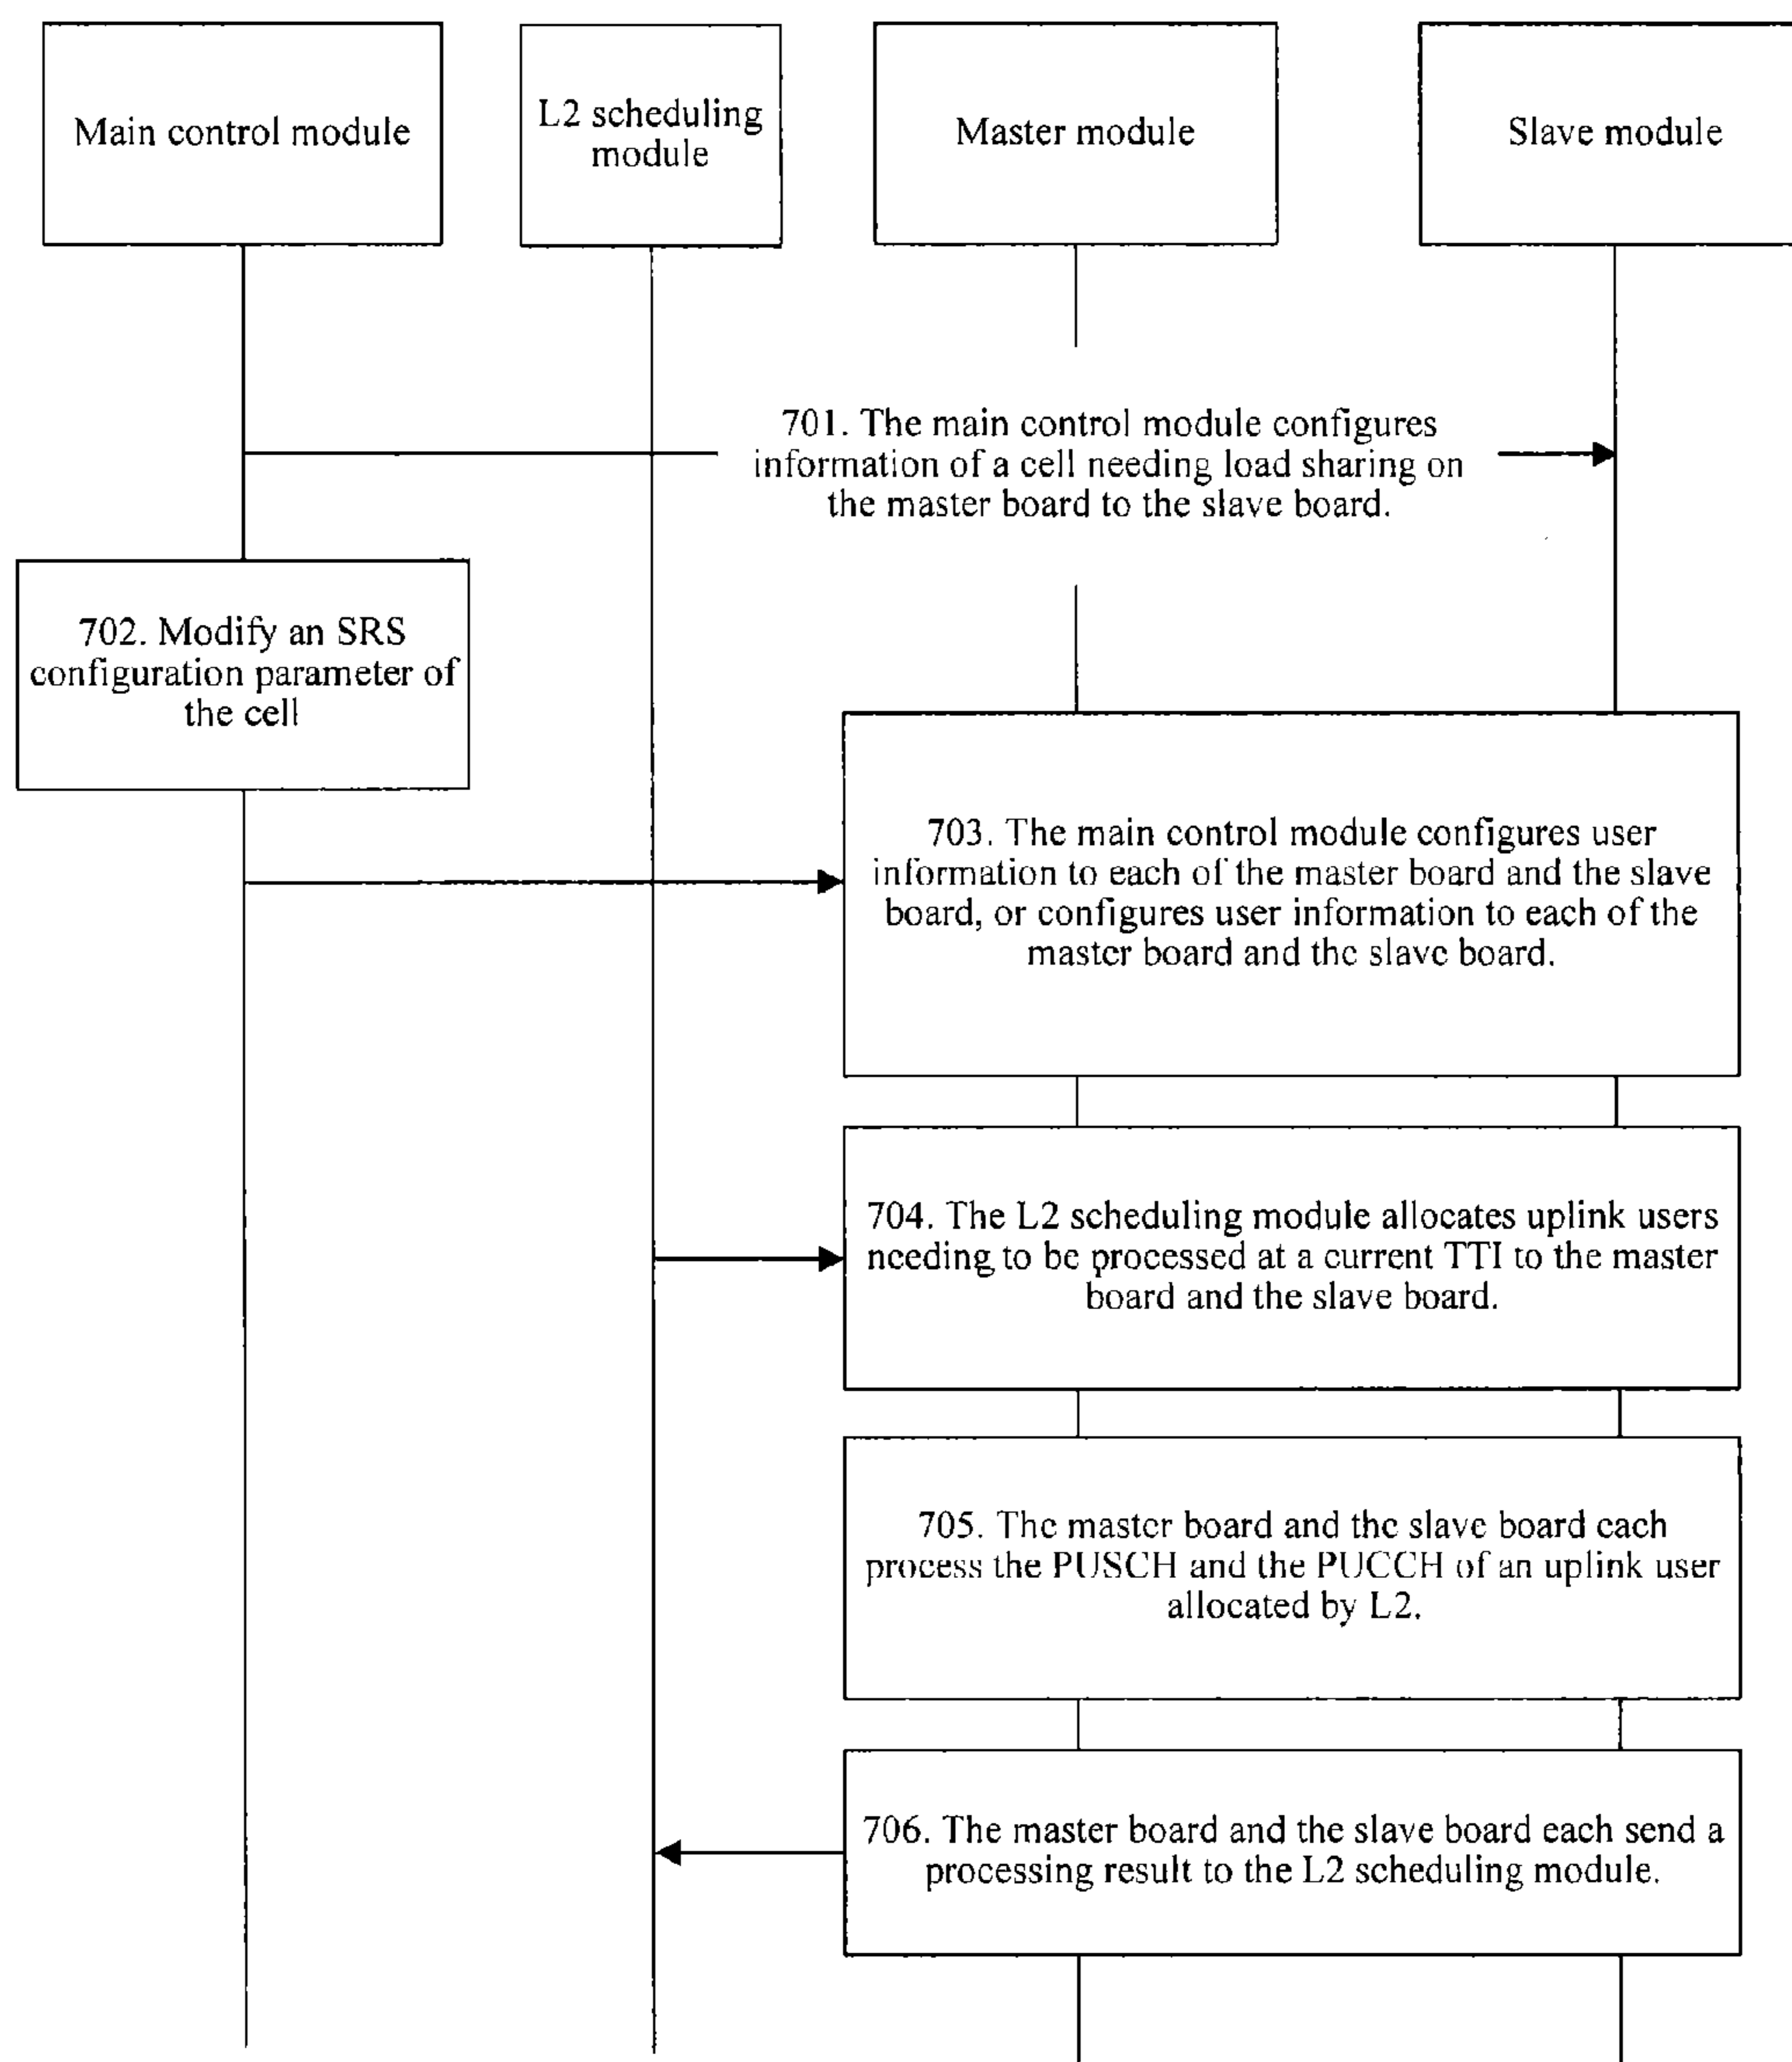 Main control module
L2 scheduling
module
Master module
Slave module
701. The main control module configures
information of a cell needing load sharing on
the master board to the slave board.
702. Modify an SRS
configuration parameter of
the cell
703. The main control module configures user
information to each of the master board and the slave
board, or configures user information to each of the
master board and the slave board.
704. The L2 scheduling module allocates uplink users
needing to be processed at a current TTI to the master
board and the slave board.
705. The master board and the slave board each
process the PUSCH and the PUCCH of an uplink user
allocated by L2.
706. The master board and the slave board each send a
processing result to the L2 scheduling module.